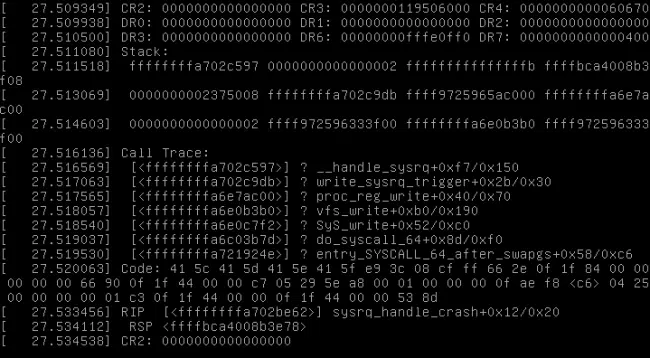 [   27.509349] CR2: 0000000000000000 CR3: 0000000119506000 CR4: 0000000000060670
[   27.509938] DR0: 0000000000000000 DR1: 0000000000000000 DR2: 0000000000000000
[   27.510500] DR3: 0000000000000000 DR6: 00000000fffe0ff0 DR7: 0000000000000400
[   27.511080] Stack:
[   27.511518]  ffffffffa702c597 0000000000000002 fffffffffffffffb ffffbca4008b3
f08
[   27.513069]  0000000002375008 ffffffffa702c9db ffff9725965ac000 ffffffffa6e7a
c00
[   27.514603]  0000000000000002 ffff972596333f00 ffffffffa6e0b3b0 ffff972596333
f00
[   27.516136] Call Trace:
[   27.516569]  [<ffffffffa702c597>] ? __handle_sysrq+0xf7/0x150
[   27.517063]  [<ffffffffa702c9db>] ? write_sysrq_trigger+0x2b/0x30
[   27.517565]  [<ffffffffa6e7ac00>] ? proc_reg_write+0x40/0x70
[   27.518057]  [<ffffffffa6e0b3b0>] ? vfs_write+0xb0/0x190
[   27.518540]  [<ffffffffa6e0c7f2>] ? SyS_write+0x52/0xc0
[   27.519037]  [<ffffffffa6c03b7d>] ? do_syscall_64+0x8d/0xf0
[   27.519530]  [<ffffffffa721924e>] ? entry_SYSCALL_64_after_swapgs+0x58/0xc6
[   27.520063] Code: 41 5c 41 5d 41 5e 41 5f e9 3c 08 cf ff 66 2e 0f 1f 84 00 00
 00 00 00 66 90 0f 1f 44 00 00 c7 05 29 5e a8 00 01 00 00 00 0f ae f8 <c6> 04 25
 00 00 00 00 01 c3 0f 1f 44 00 00 0f 1f 44 00 00 53 8d
[   27.533456] RIP  [<ffffffffa702be62>] sysrq_handle_crash+0x12/0x20
[   27.534112]  RSP <ffffbca4008b3e78>
[   27.534538] CR2: 0000000000000000